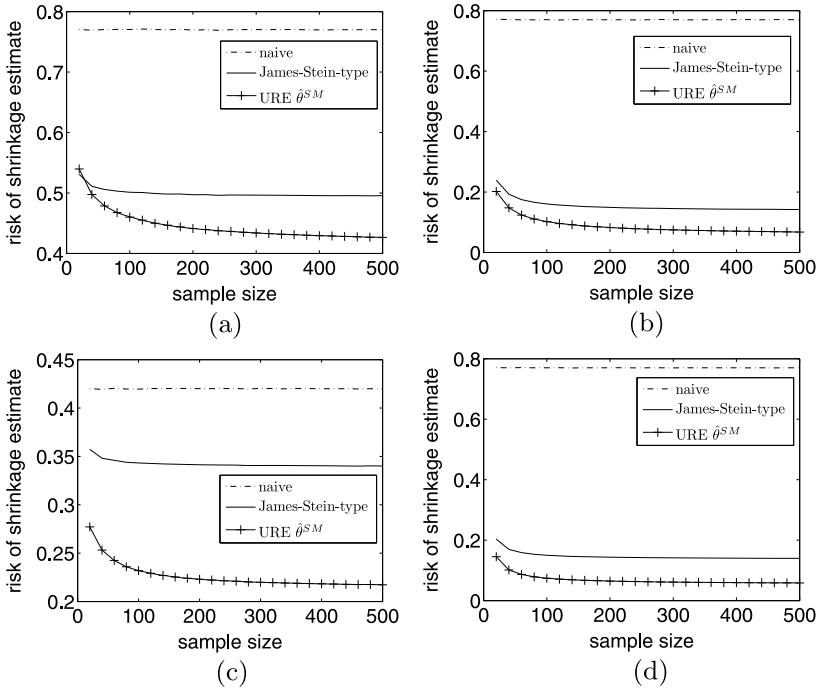 0.8
0.7
0.6
0.5
0.4
0
100
200
300
400
500
risk of shrinkage estimate
sample size
naive
James-Stein-type
URE θ̂^{SM}
(a)
0.8
0.6
0.4
0.2
0
0
100
200
300
400
500
risk of shrinkage estimate
sample size
naive
James-Stein-type
URE θ̂^{SM}
(b)
0.45
0.4
0.35
0.3
0.25
0.2
0
100
200
300
400
500
risk of shrinkage estimate
sample size
naive
James-Stein-type
URE θ̂^{SM}
(c)
0.8
0.6
0.4
0.2
0
0
100
200
300
400
500
risk of shrinkage estimate
sample size
naive
James-Stein-type
URE θ̂^{SM}
(d)